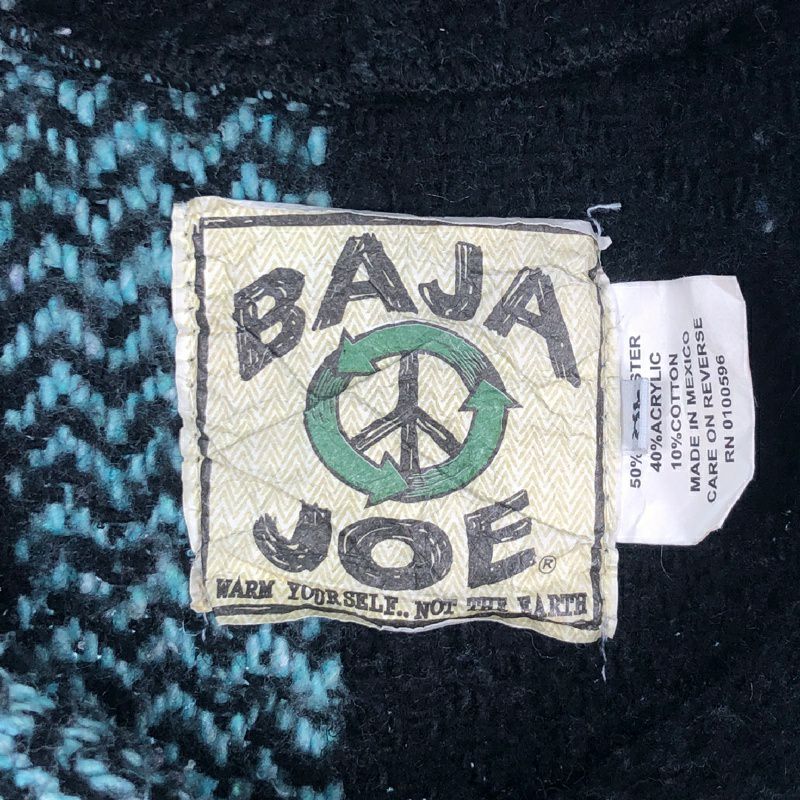 BAJA
JOE®
WARM YOURSELF.. NOT THE EARTH
50%
40%ACRYLIC
10%COTTON
MADE IN MEXICO
CARE ON REVERSE
RN 0100596